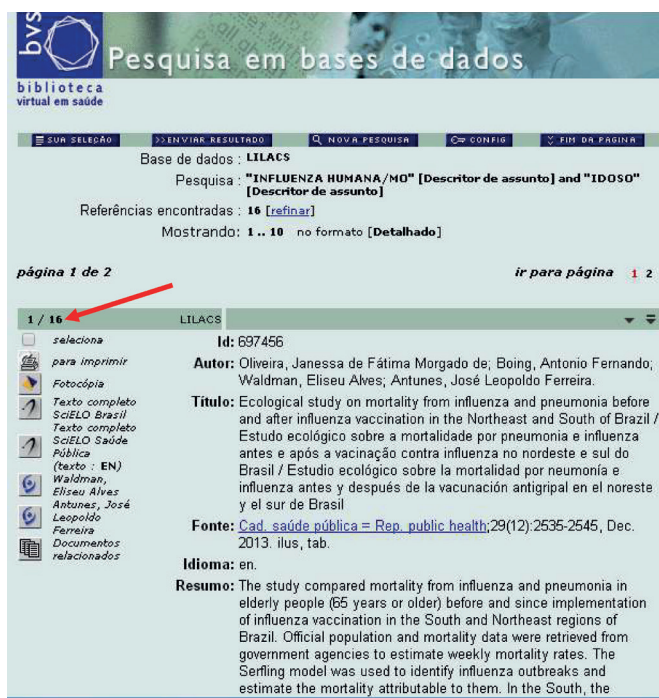 bvs
Pesquisa em bases de dados
biblioteca
virtual em saúde
SUA SELEÇÃO >>ENVIAR RESULTADO NOVA PESQUISA CONFIG FIM DA PAGINA
Base de dados : LILACS
Pesquisa : "INFLUENZA HUMANA/MO" [Descritor de assunto] and "IDOSO"
[Descritor de assunto]
Referências encontradas : 16 [refinar]
Mostrando: 1 .. 10 no formato [Detalhado]
página 1 de 2 ir para página 1 2
1 / 16 LILACS
seleciona
para imprimir
Fotocópia
Texto completo
SciELO Brasil
Texto completo
SciELO Saúde
Pública
(texto : EN)
Waldman,
Eliseu Alves
Antunes, José
Leopoldo
Ferreira
Documentos
relacionados
Id: 697456
Autor: Oliveira, Janessa de Fátima Morgado de; Boing, Antonio Fernando;
Waldman, Eliseu Alves; Antunes, José Leopoldo Ferreira.
Título: Ecological study on mortality from influenza and pneumonia before
and after influenza vaccination in the Northeast and South of Brazil /
Estudo ecológico sobre a mortalidade por pneumonia e influenza
antes e após a vacinação contra influenza no nordeste e sul do
Brasil / Estudio ecológico sobre la mortalidad por neumonía e
influenza antes y después de la vacunación antigripal en el noreste
y el sur de Brasil
Fonte: Cad. saúde pública = Rep. public health;29(12):2535-2545, Dec.
2013. ilus, tab.
Idioma: en.
Resumo: The study compared mortality from influenza and pneumonia in
elderly people (65 years or older) before and since implementation
of influenza vaccination in the South and Northeast regions of
Brazil. Official population and mortality data were retrieved from
government agencies to estimate weekly mortality rates. The
Serfling model was used to identify influenza outbreaks and
estimate the mortality attributable to them. In the South, the